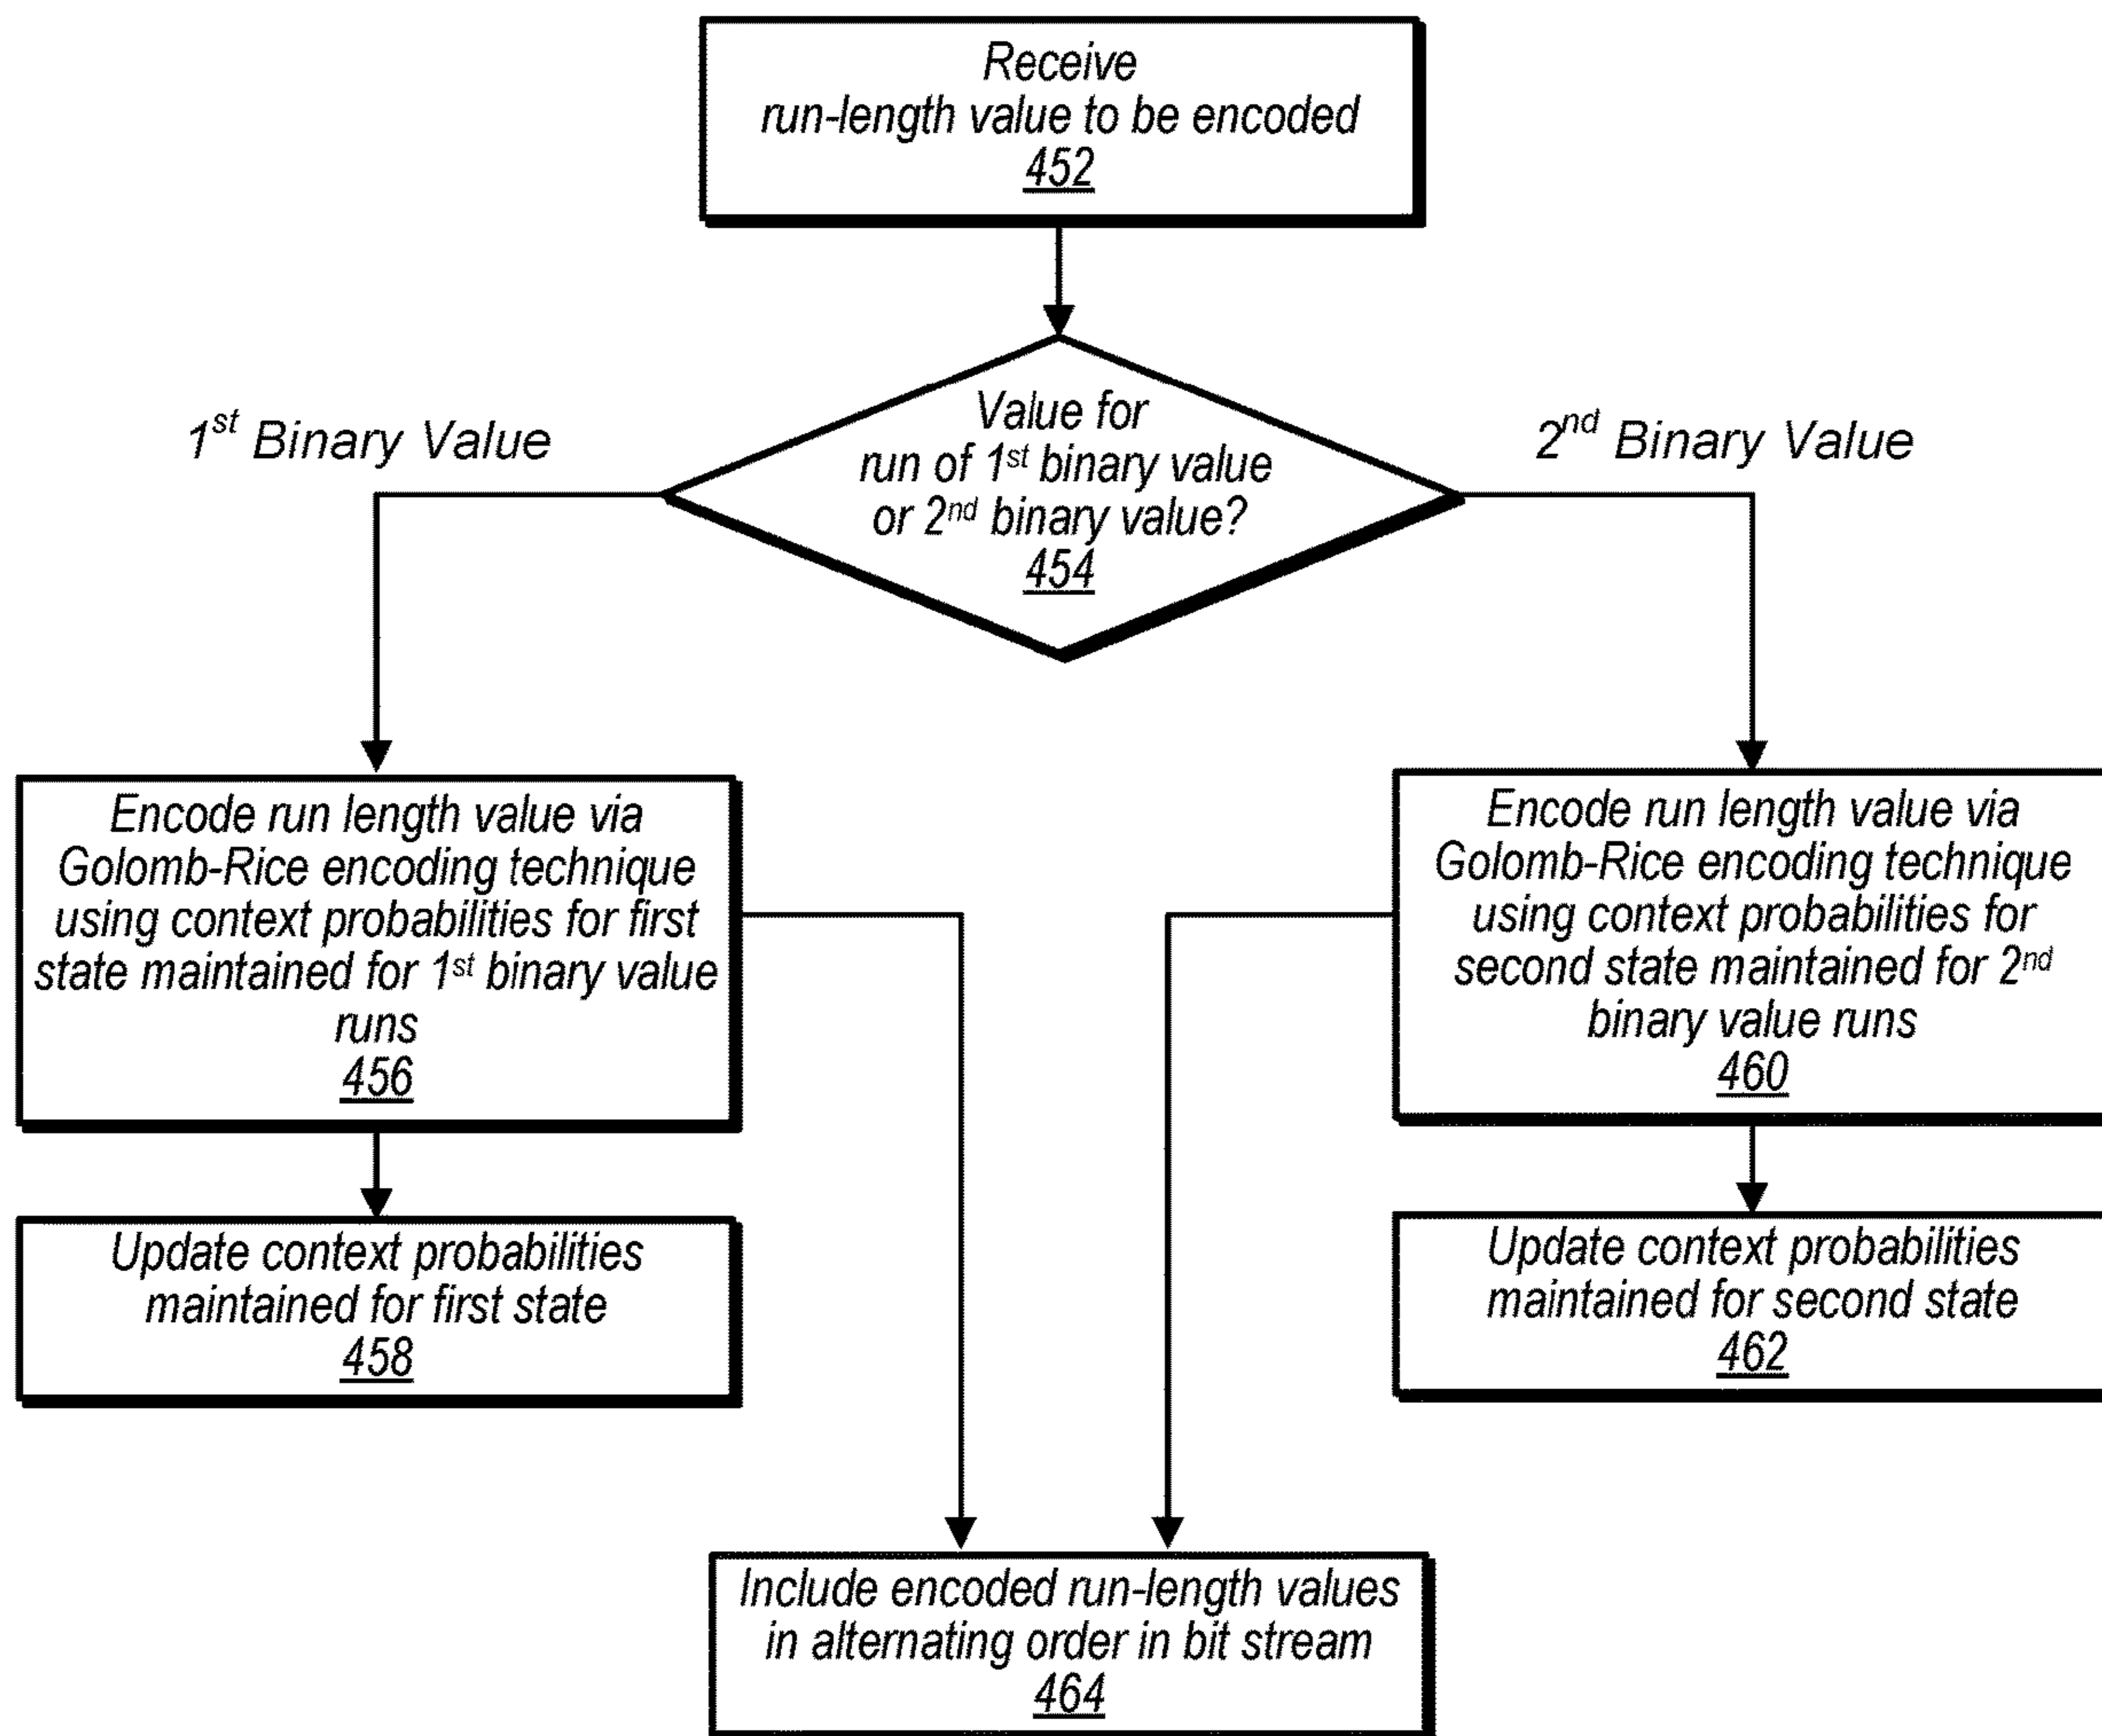 Receive
run-length value to be encoded
452
Value for
run of 1st binary value
or 2nd binary value?
454
1st Binary Value
2nd Binary Value
Encode run length value via
Golomb-Rice encoding technique
using context probabilities for first
state maintained for 1st binary value
runs
456
Encode run length value via
Golomb-Rice encoding technique
using context probabilities for
second state maintained for 2nd
binary value runs
460
Update context probabilities
maintained for first state
458
Update context probabilities
maintained for second state
462
Include encoded run-length values
in alternating order in bit stream
464